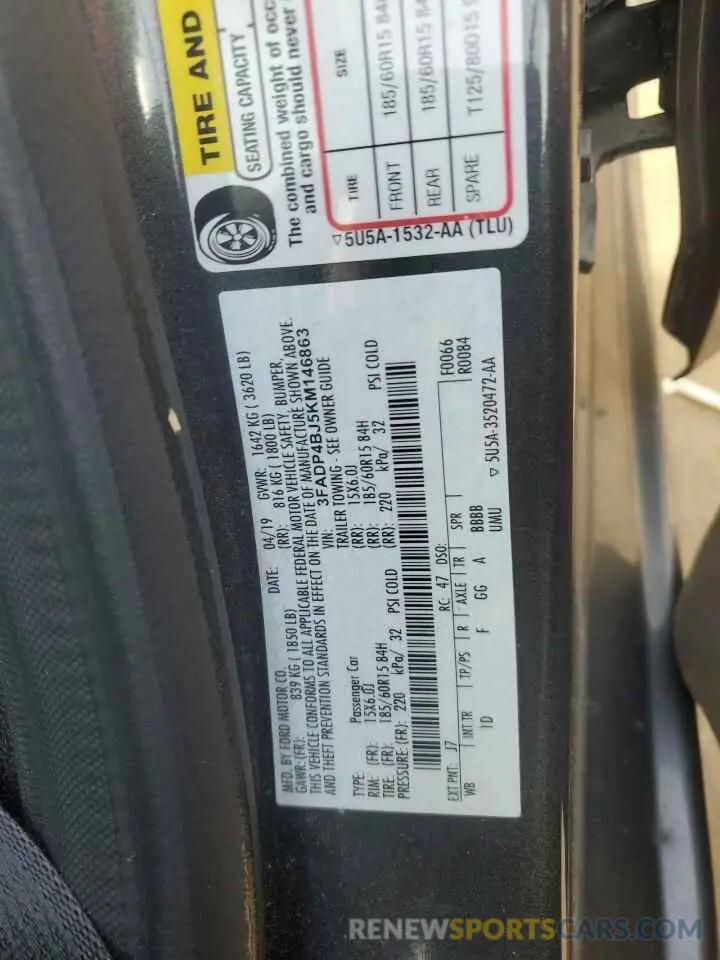 TIRE AND
SEATING CAPACITY
The combined weight of occ
and cargo should never
TIRE SIZE
FRONT 185/60R15 84H
REAR 185/60R15 84
SPARE T125/80D15
▽5U5A-1532-AA (TLU)
MFD. BY FORD MOTOR CO. DATE: 04/19 GVWR: 1642 KG ( 3620 LB)
GAWR: (FR): 839 KG ( 1850 LB) (RR): 816 KG ( 1800 LB)
THIS VEHICLE CONFORMS TO ALL APPLICABLE FEDERAL MOTOR VEHICLE SAFETY, BUMPER,
AND THEFT PREVENTION STANDARDS IN EFFECT ON THE DATE OF MANUFACTURE SHOWN ABOVE.
VIN: 3FADP4BJ5KM146863
TYPE: Passenger Car TRAILER TOWING - SEE OWNER GUIDE
RIM: (FR): 15X6.0J (RR): 15X6.0J
TIRE: (FR): 185/60R15 84H (RR): 185/60R15 84H
PRESSURE: (FR): 220 kPa/ 32 PSI COLD (RR): 220 kPa/ 32 PSI COLD
EXT PNT: J7 RC: 47 DSO: F0066
WB INT TR TP/PS R AXLE TR SPR R0084
1D F GG A BBBB
UMU ▽5U5A-3520472-AA
RENEWSPORTSCARS.COM